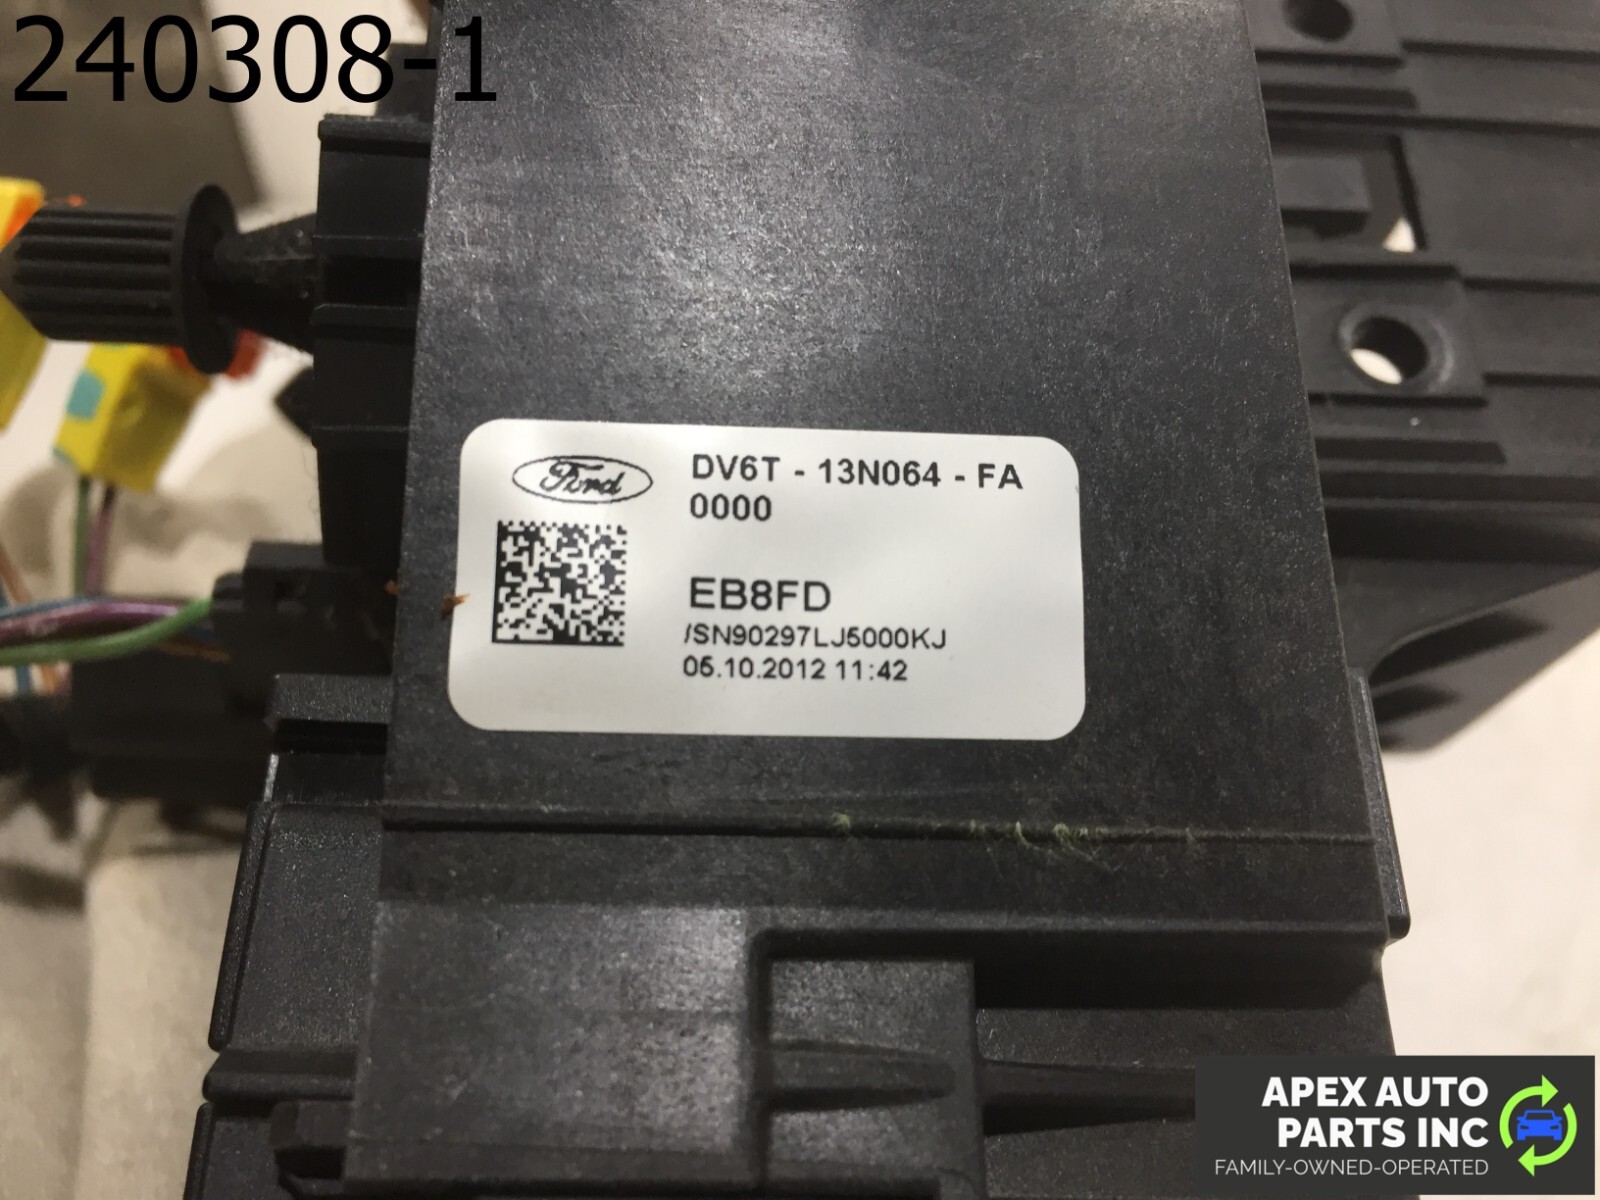 240308-1
Ford
DV6T - 13N064 - FA
0000
EB8FD
/SN90297LJ5000KJ
05.10.2012 11:42
APEX AUTO
PARTS INC
FAMILY-OWNED-OPERATED